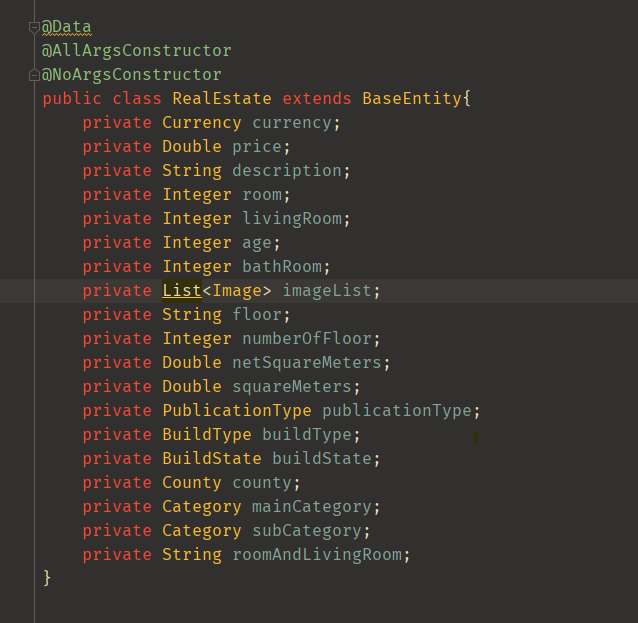 @Data
@AllArgsConstructor
@NoArgsConstructor
public class RealEstate extends BaseEntity{
    private Currency currency;
    private Double price;
    private String description;
    private Integer room;
    private Integer livingRoom;
    private Integer age;
    private Integer bathRoom;
    private List<Image> imageList;
    private String floor;
    private Integer numberOfFloor;
    private Double netSquareMeters;
    private Double squareMeters;
    private PublicationType publicationType;
    private BuildType buildType;
    private BuildState buildState;
    private County county;
    private Category mainCategory;
    private Category subCategory;
    private String roomAndLivingRoom;
}